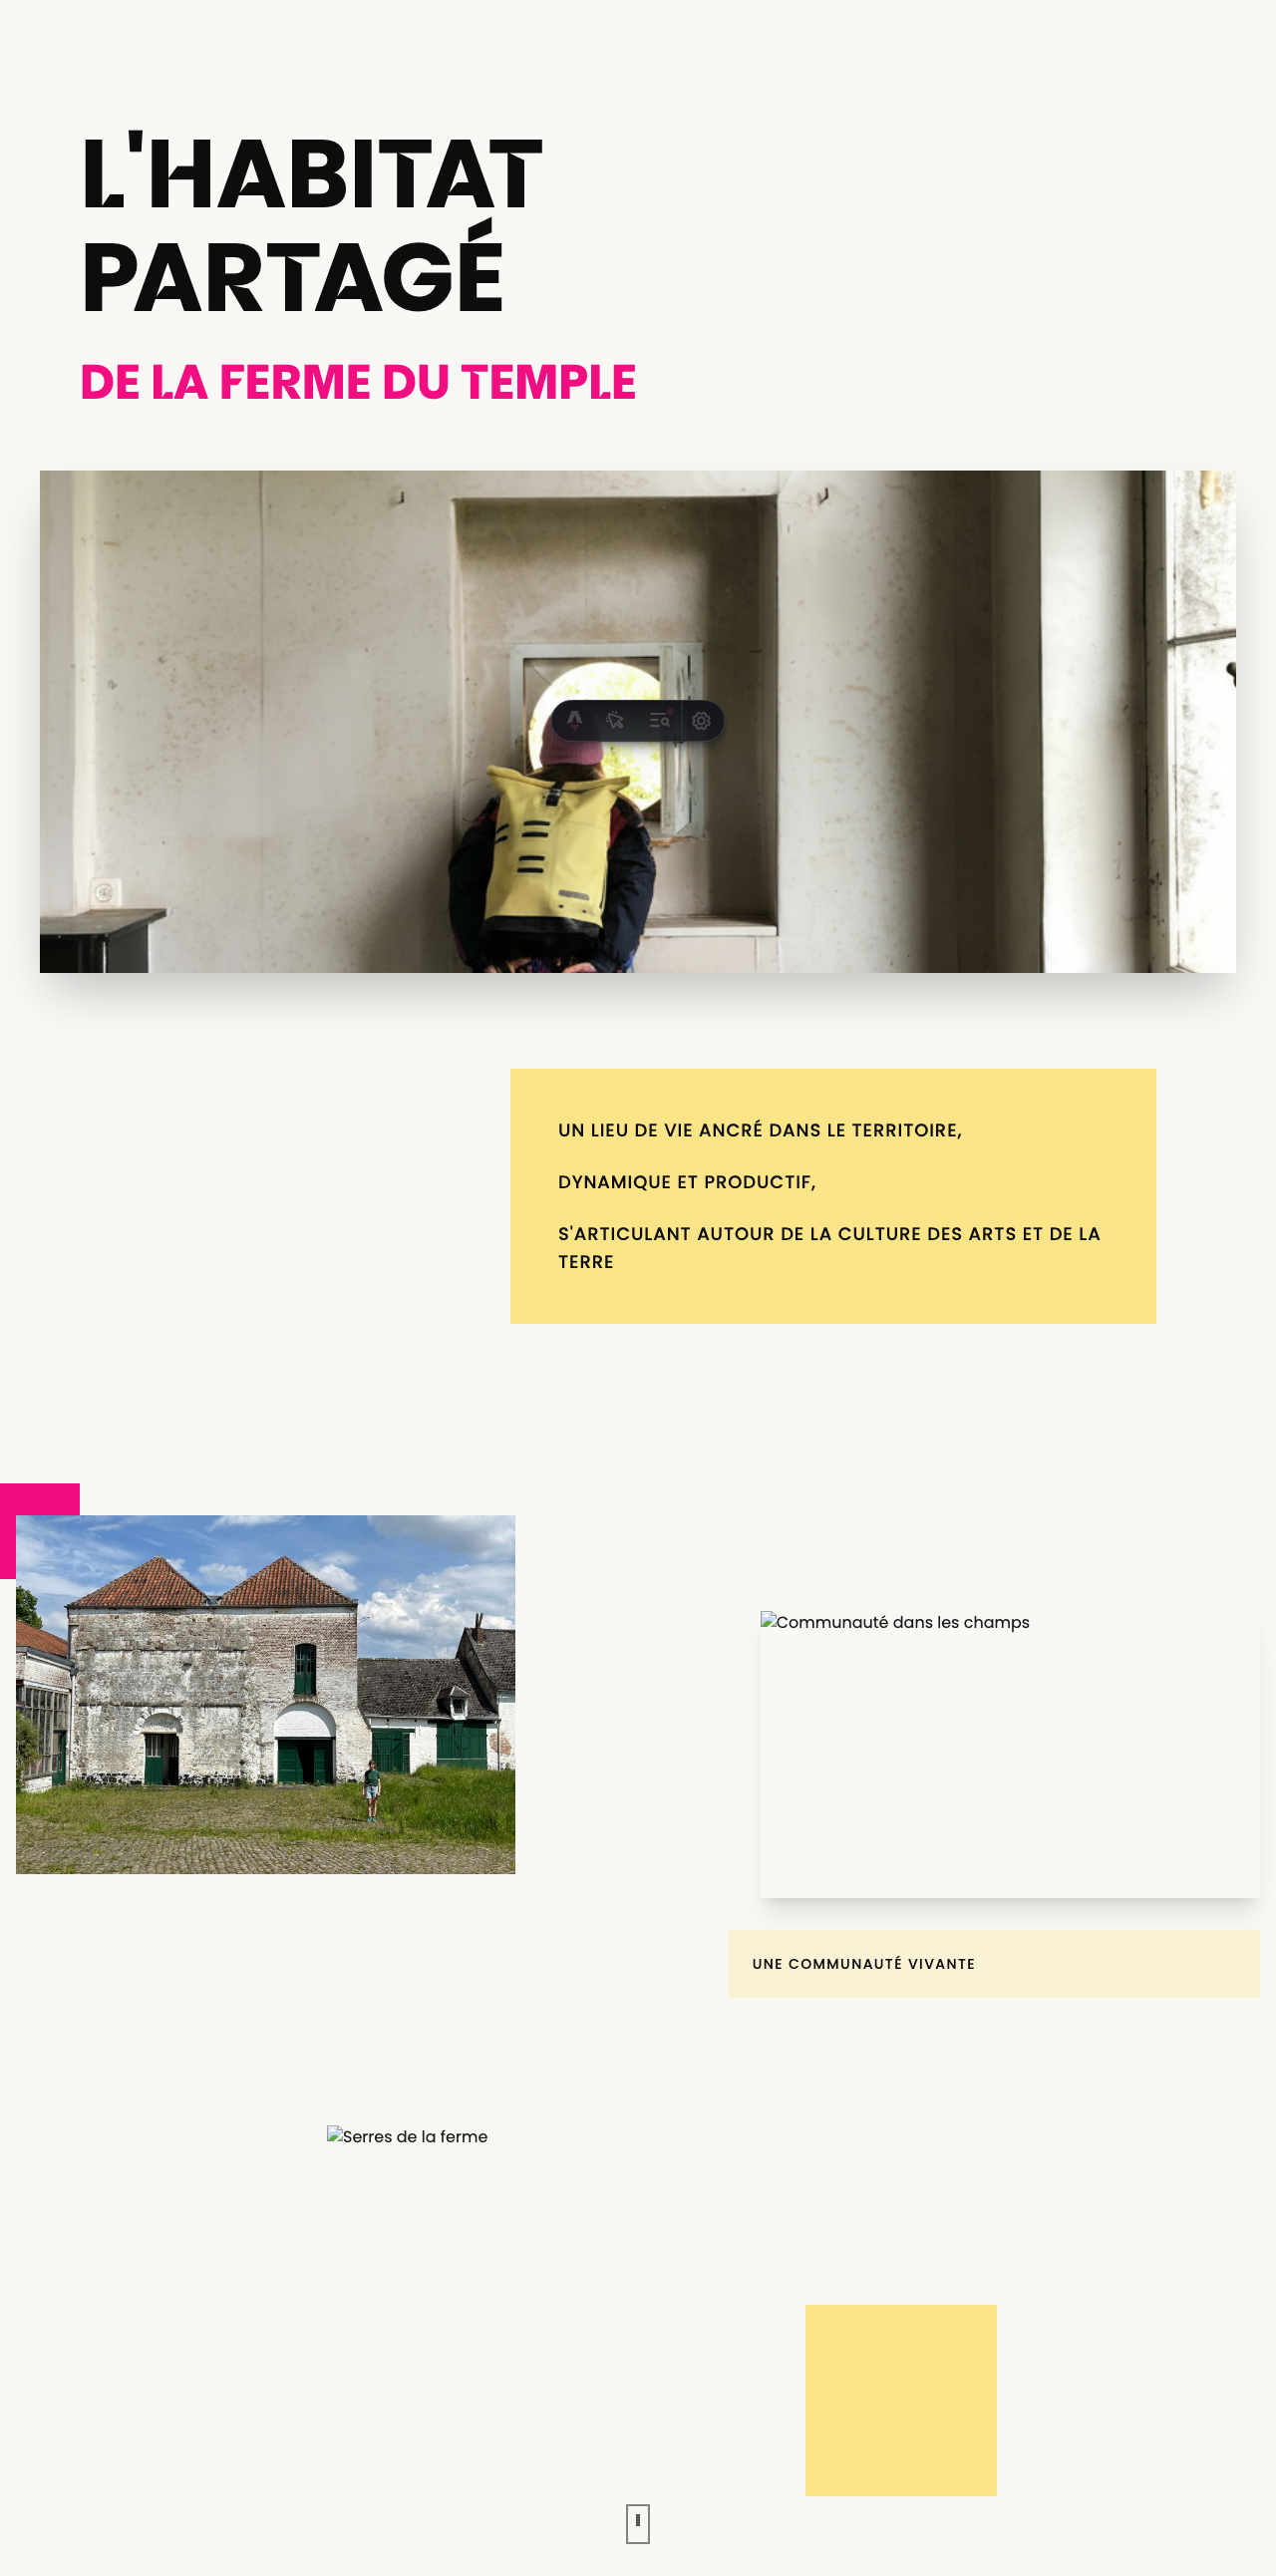 L'HABITAT
PARTAGÉ
DE LA FERME DU TEMPLE
UN LIEU DE VIE ANCRÉ DANS LE TERRITOIRE,
DYNAMIQUE ET PRODUCTIF,
S'ARTICULANT AUTOUR DE LA CULTURE DES ARTS ET DE LA
TERRE
Communauté dans les champs
UNE COMMUNAUTÉ VIVANTE
Serres de la ferme